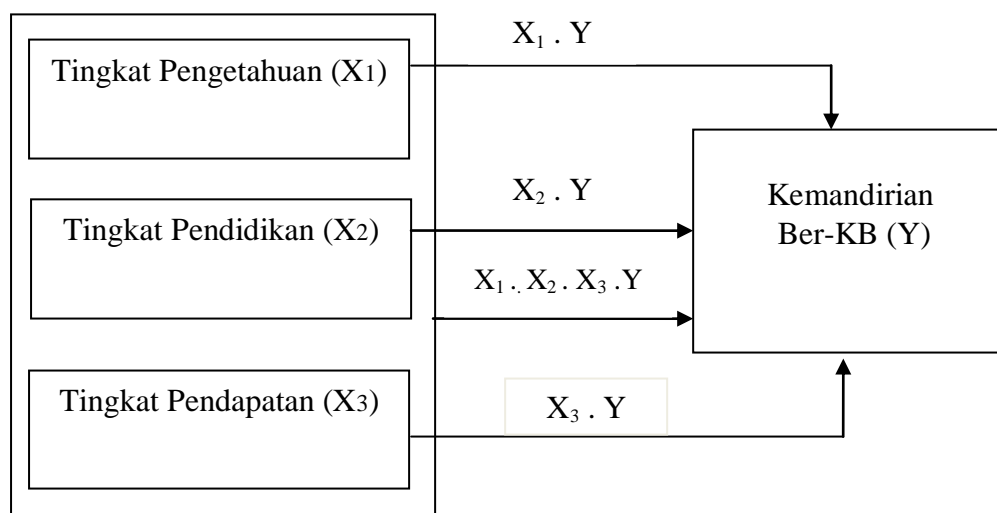 X₁ . Y
Tingkat Pengetahuan (X1)
X₂ . Y
Tingkat Pendidikan (X2)
Kemandirian
Ber-KB (Y)
X₁ .. X₂ . X₃ .Y
Tingkat Pendapatan (X3)
X₃ . Y